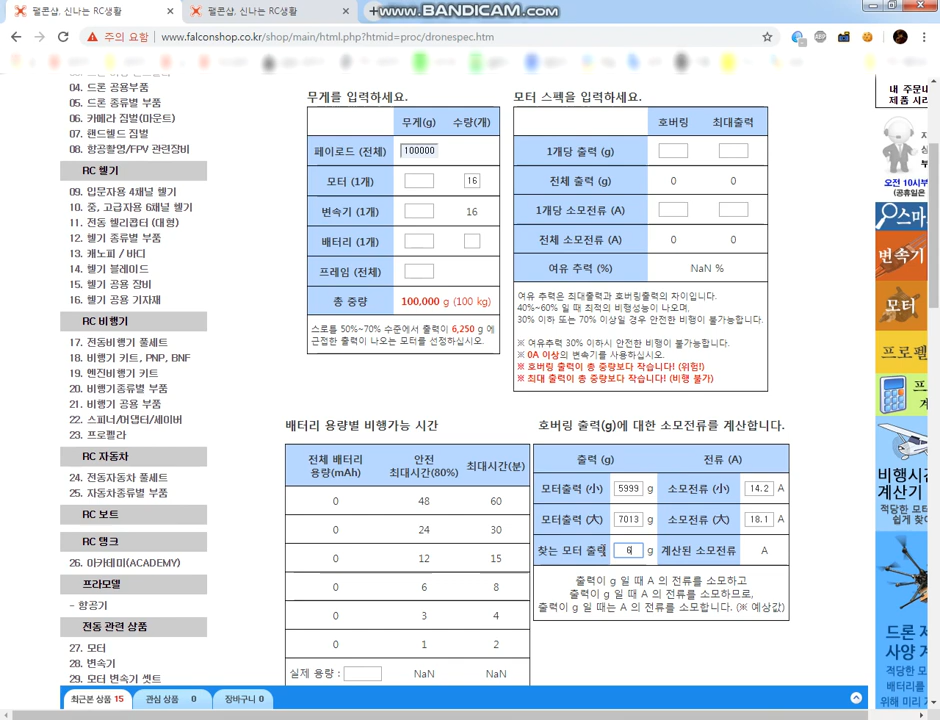 팰콘샵, 신나는 RC생활
팰콘샵, 신나는 RC생활
www.BANDICAM.com
주의 요함
www.falconshop.co.kr/shop/main/html.php?htmid=proc/dronespec.htm
04. 드론 공용부품
05. 드론 종류별 부품
06. 카메라 짐벌(마운트)
07. 핸드헬드 짐벌
08. 항공촬영/FPV 관련장비
RC 헬기
09. 입문자용 4채널 헬기
10. 중, 고급자용 6채널 헬기
11. 전동 헬리콥터 (대형)
12. 헬기 종류별 부품
13. 캐노피 / 바디
14. 헬기 블레이드
15. 헬기 공용 장비
16. 헬기 공용 기자재
RC 비행기
17. 전동비행기 풀세트
18. 비행기 키트, PNP, BNF
19. 엔진비행기 키트
20. 비행기종류별 부품
21. 비행기 공용 부품
22. 스피너/어댑터/세이버
23. 프로펠라
RC 자동차
24. 전동자동차 풀세트
25. 자동차종류별 부품
RC 보트
RC 탱크
26. 아카데미(ACADEMY)
프라모델
- 항공기
전동 관련 상품
27. 모터
28. 변속기
29. 모터 변속기 셋트
무게를 입력하세요.
무게(g) 수량(개)
페이로드 (전체) 100000
모터 (1개) 16
변속기 (1개) 16
배터리 (1개)
프레임 (전체)
총 중량 100,000 g (100 kg)
스로틀 50%~70% 수준에서 출력이 6,250 g 에
근접한 출력이 나오는 모터를 선정하십시오.
모터 스펙을 입력하세요.
호버링 최대출력
1개당 출력 (g)
전체 출력 (g) 0 0
1개당 소모전류 (A)
전체 소모전류 (A) 0 0
여유 추력 (%) NaN %
여유 추력은 최대출력과 호버링출력의 차이입니다.
40%~60% 일 때 최적의 비행성능이 나오며,
30% 이하 또는 70% 이상일 경우 안전한 비행이 불가능합니다.
※ 여유추력 30% 이하시 안전한 비행이 불가능합니다.
※ 0A 이상의 변속기를 사용하십시오.
※ 호버링 출력이 총 중량보다 작습니다! (위험!)
※ 최대 출력이 총 중량보다 작습니다! (비행 불가)
배터리 용량별 비행가능 시간
전체 배터리 용량(mAh) 안전 최대시간(80%) 최대시간(분)
0 48 60
0 24 30
0 12 15
0 6 8
0 3 4
0 1 2
실제 용량 : NaN NaN
호버링 출력(g)에 대한 소모전류를 계산합니다.
출력 (g) 전류 (A)
모터출력 (小) 5999 g 소모전류 (小) 14.2 A
모터출력 (大) 7013 g 소모전류 (大) 18.1 A
찾는 모터 출력 6 g 계산된 소모전류 A
출력이 g 일 때 A 의 전류를 소모하고
출력이 g 일 때 A 의 전류를 소모하므로,
출력이 g 일 때는 A 의 전류를 소모합니다. (※ 예상값)
내 주문내
제품 시리
오전 10시부
(공휴일은
스마
변속기
모터
프로펠
비행시간
계산기
적당한 모터
쉽게 찾아
드론 제
사양 계
적당한 모터
배터리를
위해 미리
최근본 상품 15 관심 상품 0 장바구니 0